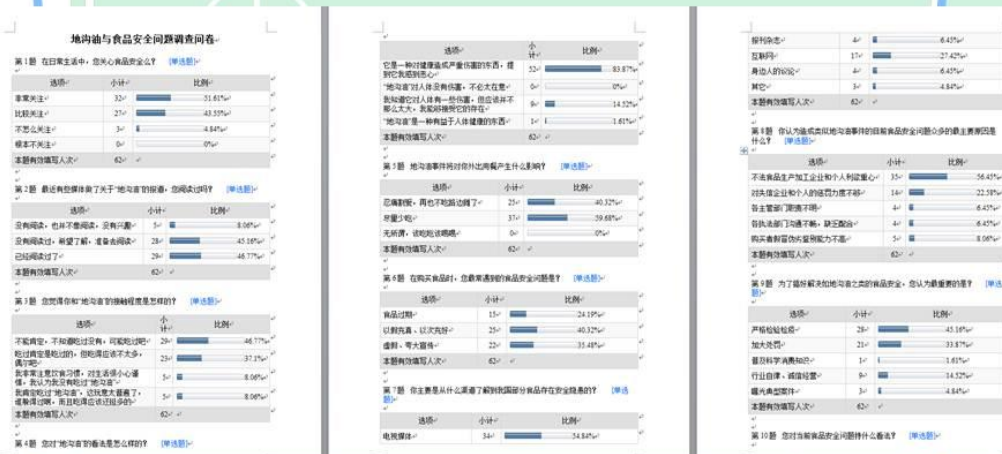 地沟油与食品安全问题调查问卷
第1题 在日常生活中，您关心食品安全么？ [单选题]
选项 小计 比例
非常关注 32 51.61%
比较关注 27 43.55%
不怎么关注 3 4.84%
根本不关注 0 0%
本题有效填写人次 62
第2题 最近有些媒体做了关于“地沟油”的报道，您阅读过吗？ [单选题]
选项 小计 比例
没有阅读，也并不想阅读，没有兴趣 5 8.06%
没有阅读过，希望了解，准备去阅读 28 45.16%
已经阅读过了 29 46.77%
本题有效填写人次 62
第3题 您觉得你和“地沟油”的接触程度是怎样的？ [单选题]
选项 小计 比例
不能肯定，不知道吃过没有，可能吃过吧 29 46.77%
吃过肯定是吃过的，但吃得应该不太多，偶尔吧 23 37.1%
我非常注意饮食习惯，对生活很小心谨慎，我认为我没有吃过“地沟油” 5 8.06%
我肯定吃过“地沟油”，这玩意太普遍了，谁躲得过啊，而且吃得应该还挺多的 5 8.06%
本题有效填写人次 62
第4题 您对“地沟油”的看法是怎么样的？ [单选题]
选项 小计 比例
它是一种对健康造成严重伤害的东西，提到它我感到恶心 52 83.87%
“地沟油”对人体没有伤害，不必太在意 0 0%
我知道它对人体有一些伤害，但应该并不那么太大，我能够接受它的存在 9 14.52%
“地沟油”是一种有益于人体健康的东西 1 1.61%
本题有效填写人次 62
第5题 地沟油事件将对你外出用餐产生什么影响？ [单选题]
选项 小计 比例
忍痛割爱，再也不吃路边摊了 25 40.32%
尽量少吃 37 59.68%
无所谓，该吃吃该喝喝 0 0%
本题有效填写人次 62
第6题 在购买食品时，您最常遇到的食品安全问题是？ [单选题]
选项 小计 比例
食品过期 15 24.19%
以假充真、以次充好 25 40.32%
虚假、夸大宣传 22 35.48%
本题有效填写人次 62
第7题 你主要是从什么渠道了解到我国部分食品存在安全隐患的？ [单选题]
选项 小计 比例
电视媒体 34 54.84%
报刊杂志 4 6.45%
互联网 17 27.42%
身边人的议论 4 6.45%
其它 3 4.84%
本题有效填写人次 62
第8题 你认为造成类似地沟油事件的目前食品安全问题众多的最主要原因是什么？ [单选题]
选项 小计 比例
不法食品生产加工企业和个人利欲重心 35 56.45%
对失信企业和个人的惩罚力度不够 14 22.58%
各主管部门职责不明 4 6.45%
各执法部门沟通不畅，缺乏配合 4 6.45%
购买者假冒伪劣鉴别能力不高 5 8.06%
本题有效填写人次 62
第9题 为了搞好解决如地沟油之类的食品安全，您认为最重要的是？ [单选题]
选项 小计 比例
严格检验检疫 28 45.16%
加大处罚 21 33.87%
普及科学消费知识 1 1.61%
行业自律、诚信经营 9 14.52%
曝光典型案件 3 4.84%
本题有效填写人次 62
第10题 您对当前食品安全问题持什么看法？ [单选题]